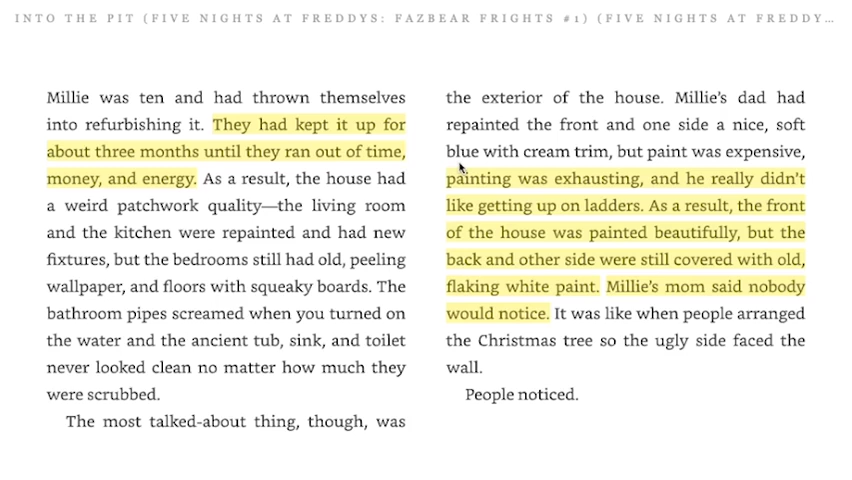 INTO THE PIT (FIVE NIGHTS AT FREDDYS: FAZBEAR FRIGHTS #1) (FIVE NIGHTS AT FREDDY...
Millie was ten and had thrown themselves
into refurbishing it. They had kept it up for
about three months until they ran out of time,
money, and energy. As a result, the house had
a weird patchwork quality—the living room
and the kitchen were repainted and had new
fixtures, but the bedrooms still had old, peeling
wallpaper, and floors with squeaky boards. The
bathroom pipes screamed when you turned on
the water and the ancient tub, sink, and toilet
never looked clean no matter how much they
were scrubbed.
The most talked-about thing, though, was
the exterior of the house. Millie’s dad had
repainted the front and one side a nice, soft
blue with cream trim, but paint was expensive,
painting was exhausting, and he really didn’t
like getting up on ladders. As a result, the front
of the house was painted beautifully, but the
back and other side were still covered with old,
flaking white paint. Millie’s mom said nobody
would notice. It was like when people arranged
the Christmas tree so the ugly side faced the
wall.
People noticed.